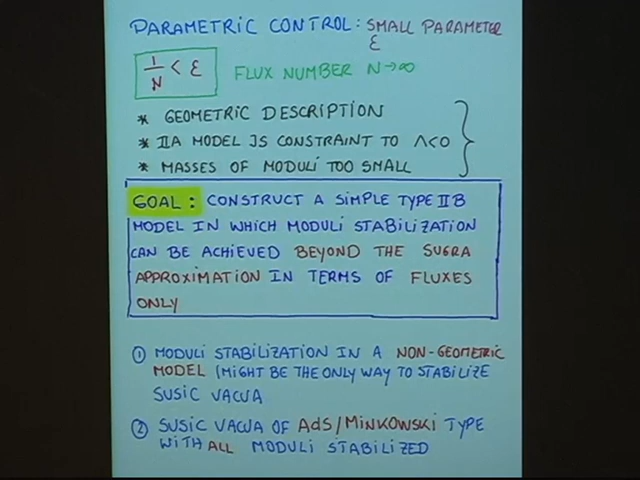 PARAMETRIC CONTROL: SMALL PARAMETER
ε
1/N < ε FLUX NUMBER N→∞
* GEOMETRIC DESCRIPTION
* IIA MODEL IS CONSTRAINT TO Λ<0
* MASSES OF MODULI TOO SMALL
GOAL: CONSTRUCT A SIMPLE TYPE IIB
MODEL IN WHICH MODULI STABILIZATION
CAN BE ACHIEVED BEYOND THE SUGRA
APPROXIMATION IN TERMS OF FLUXES
ONLY
① MODULI STABILIZATION IN A NON-GEOMETRIC
MODEL (MIGHT BE THE ONLY WAY TO STABILIZE
SUSIC VACUA
② SUSIC VACUA OF AdS/MINKOWSKI TYPE
WITH ALL MODULI STABILIZED